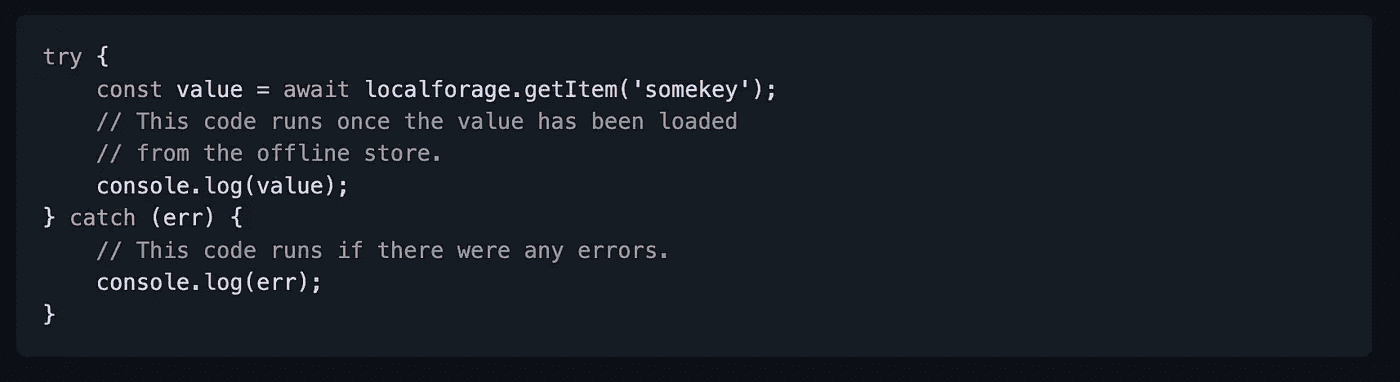 try {
    const value = await localforage.getItem('somekey');
    // This code runs once the value has been loaded
    // from the offline store.
    console.log(value);
} catch (err) {
    // This code runs if there were any errors.
    console.log(err);
}